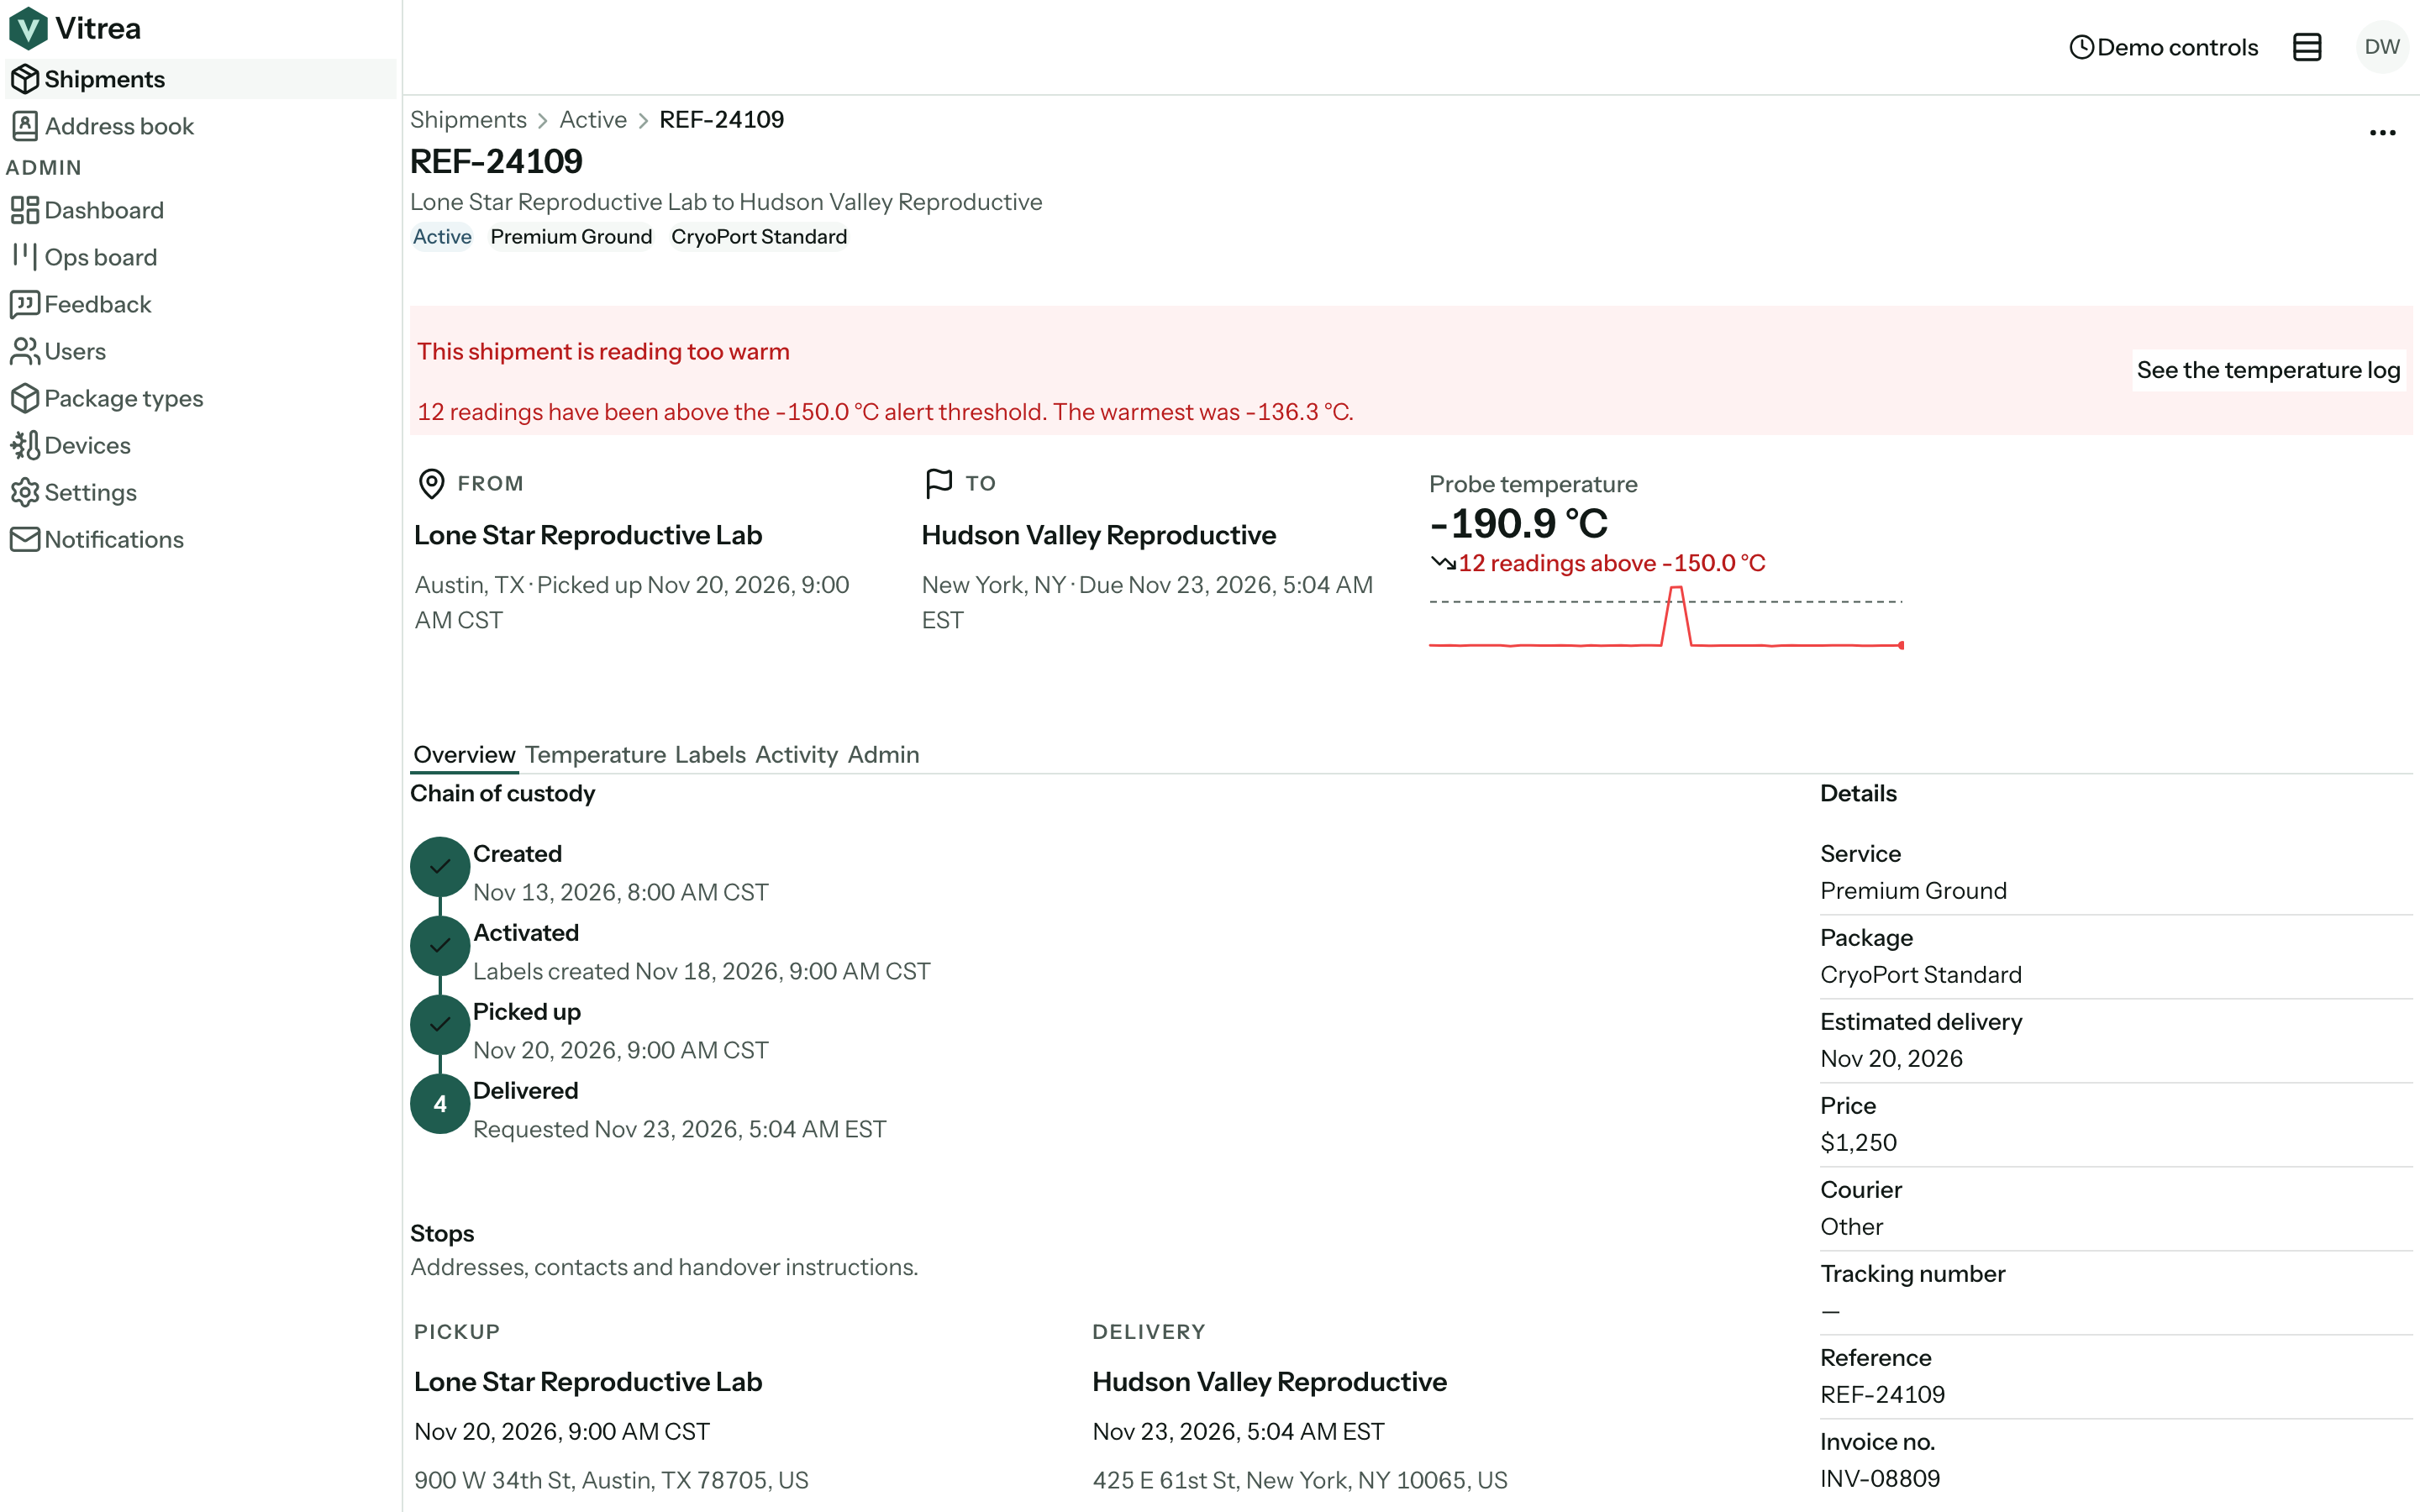 Vitrea
Shipments
Address book
ADMIN
Dashboard
Ops board
Feedback
Users
Package types
Devices
Settings
Notifications
Demo controls
DW
Shipments > Active > REF-24109
REF-24109
Lone Star Reproductive Lab to Hudson Valley Reproductive
Active Premium Ground CryoPort Standard
This shipment is reading too warm
12 readings have been above the -150.0 °C alert threshold. The warmest was -136.3 °C.
See the temperature log
FROM
Lone Star Reproductive Lab
Austin, TX · Picked up Nov 20, 2026, 9:00
AM CST
TO
Hudson Valley Reproductive
New York, NY · Due Nov 23, 2026, 5:04 AM
EST
Probe temperature
-190.9 °C
12 readings above -150.0 °C
Overview Temperature Labels Activity Admin
Chain of custody
Created
Nov 13, 2026, 8:00 AM CST
Activated
Labels created Nov 18, 2026, 9:00 AM CST
Picked up
Nov 20, 2026, 9:00 AM CST
4
Delivered
Requested Nov 23, 2026, 5:04 AM EST
Stops
Addresses, contacts and handover instructions.
PICKUP
Lone Star Reproductive Lab
Nov 20, 2026, 9:00 AM CST
900 W 34th St, Austin, TX 78705, US
DELIVERY
Hudson Valley Reproductive
Nov 23, 2026, 5:04 AM EST
425 E 61st St, New York, NY 10065, US
Details
Service
Premium Ground
Package
CryoPort Standard
Estimated delivery
Nov 20, 2026
Price
$1,250
Courier
Other
Tracking number
—
Reference
REF-24109
Invoice no.
INV-08809